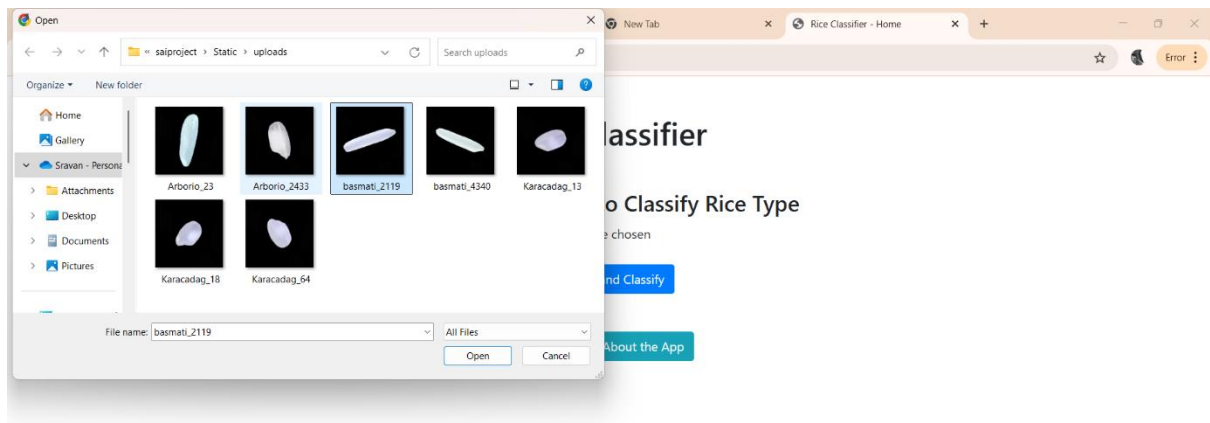 Open
New Tab
Rice Classifier - Home
« saiproject › Static › uploads
Search uploads
Error
Organize
New folder
Home
Gallery
Sravan - Persona
Attachments
Desktop
Documents
Pictures
Arborio_23
Arborio_2433
basmati_2119
basmati_4340
Karacadag_13
Karacadag_18
Karacadag_64
File name:
basmati_2119
All Files
Open
Cancel
lassifier
o Classify Rice Type
e chosen
nd Classify
About the App